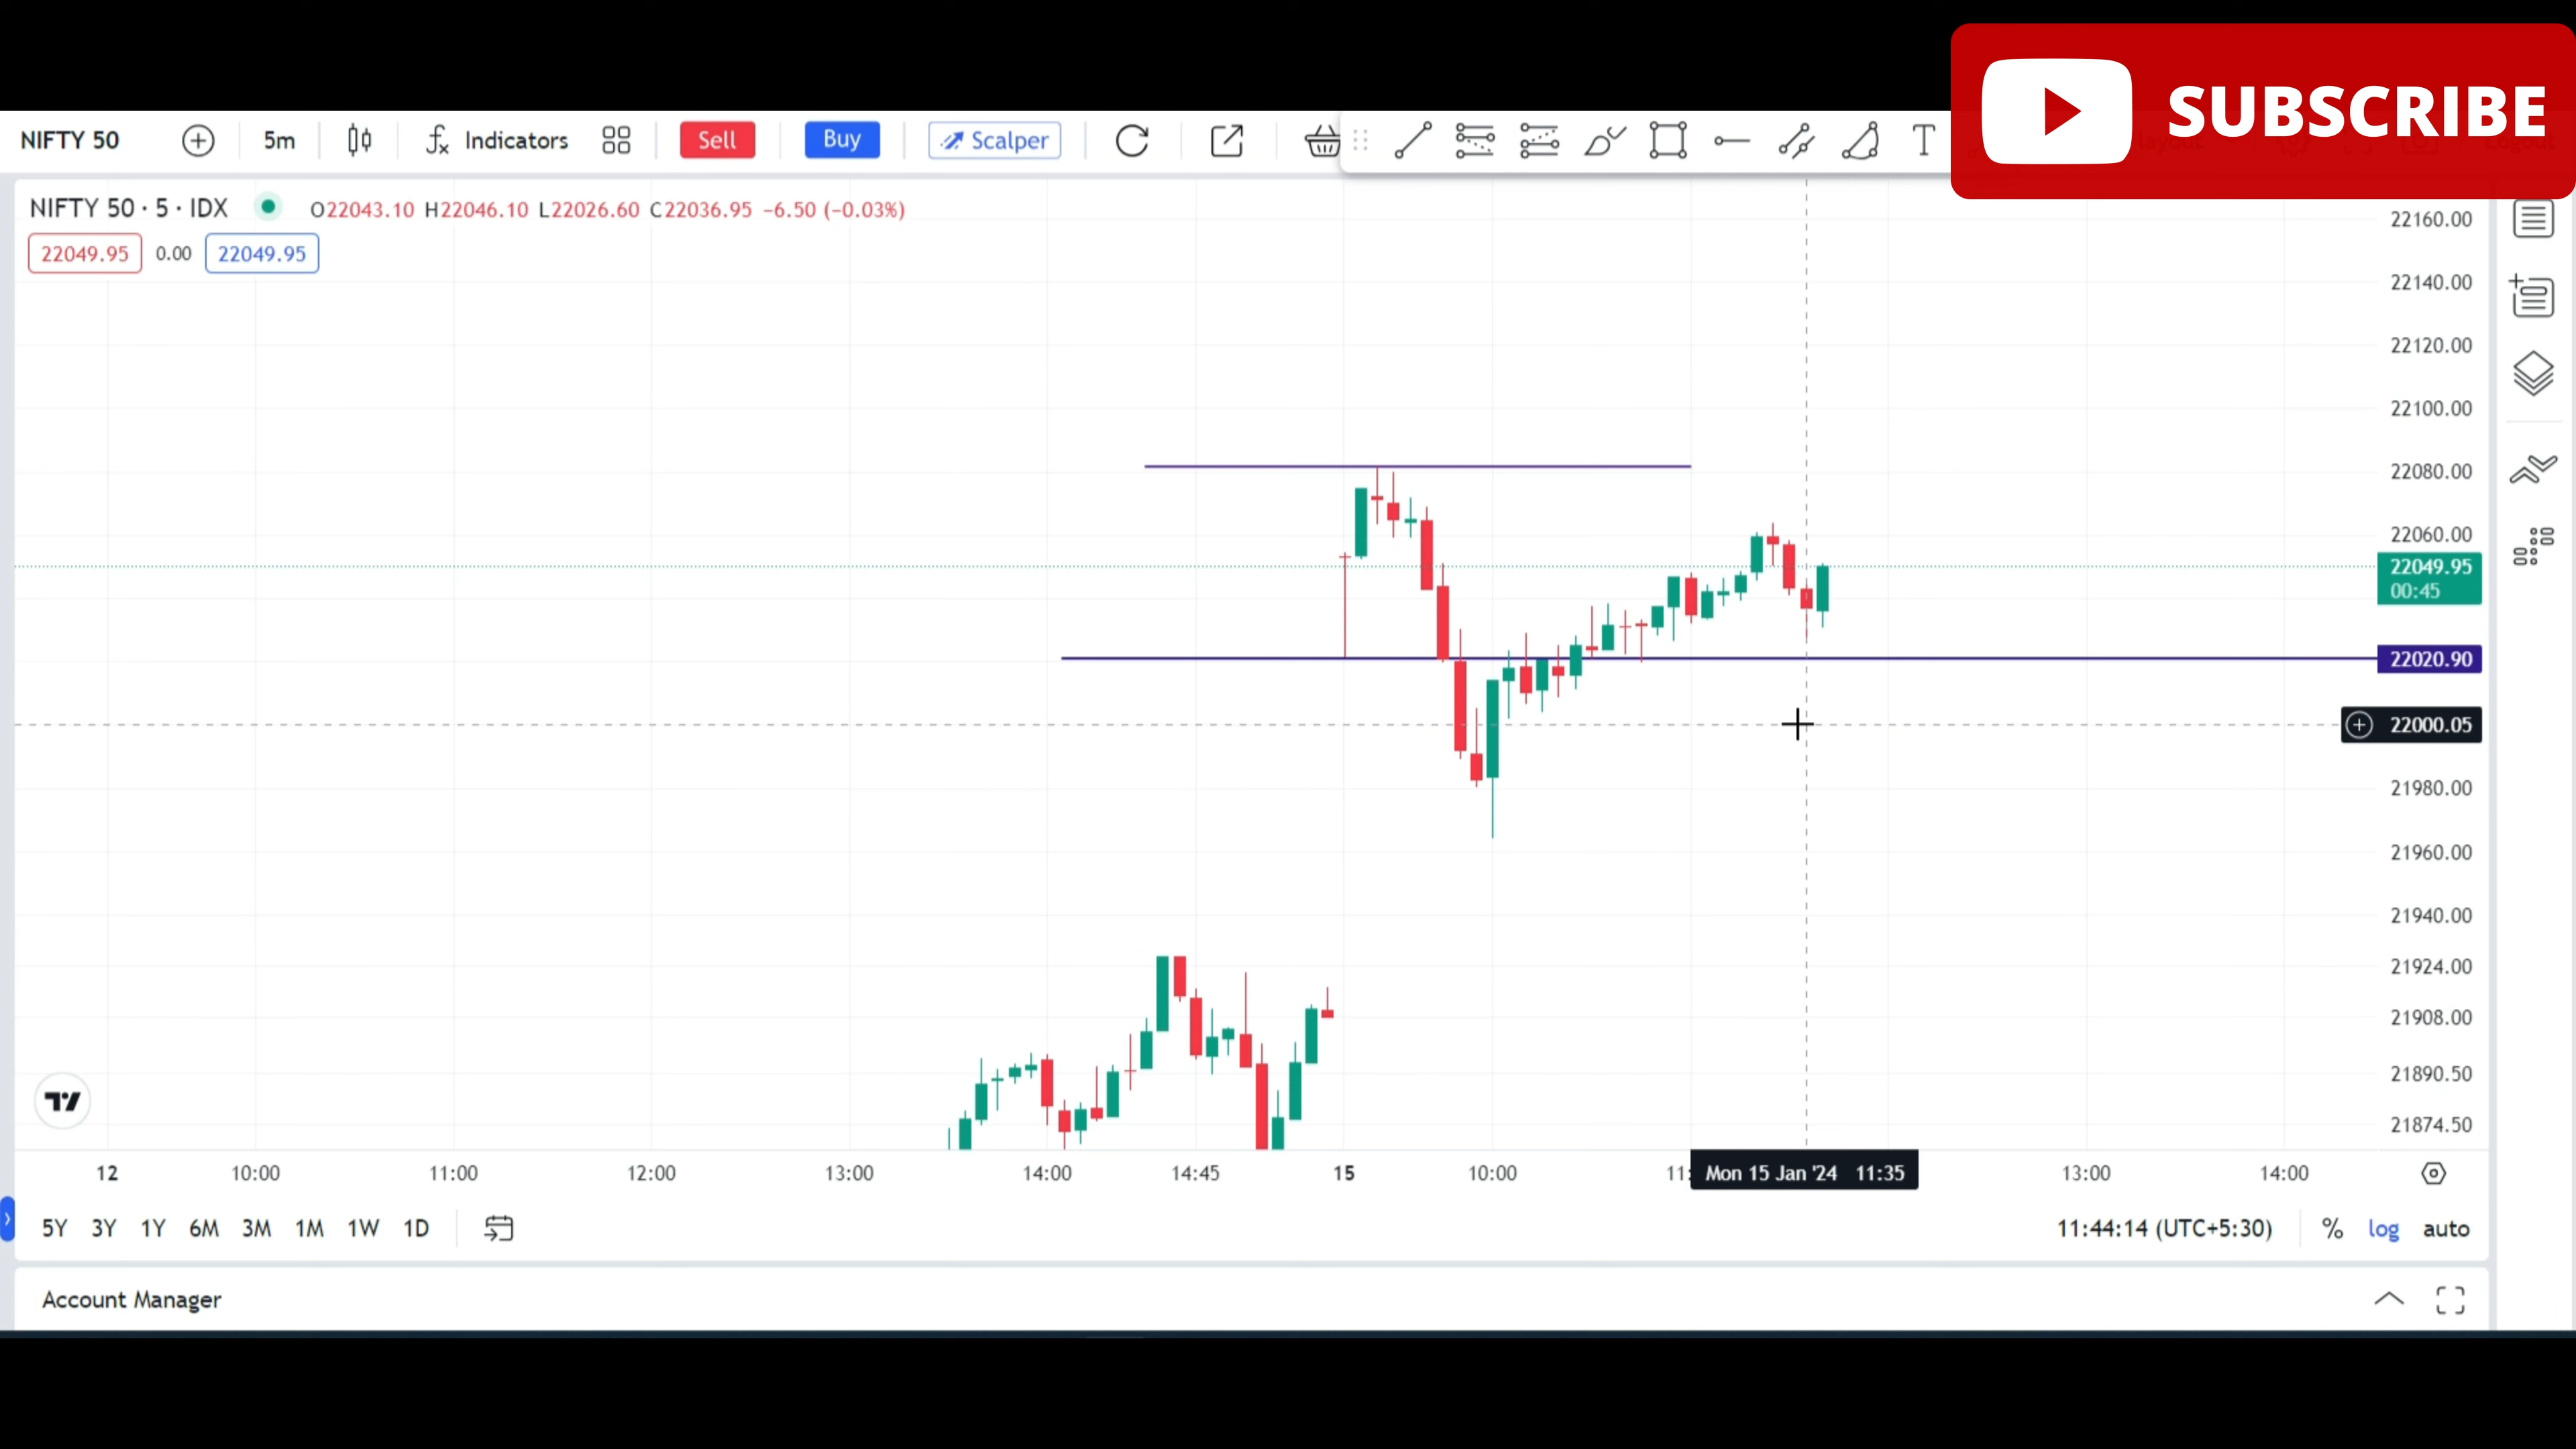 SUBSCRIBE
NIFTY 50 5m Indicators Sell Buy Scalper T
NIFTY 50 · 5 · IDX O22043.10 H22046.10 L22026.60 C22036.95 −6.50 (−0.03%)
22049.95 0.00 22049.95
22160.00
22140.00
22120.00
22100.00
22080.00
22060.00
22049.95
00:45
22020.90
22000.05
21980.00
21960.00
21940.00
21924.00
21908.00
21890.50
21874.50
12 10:00 11:00 12:00 13:00 14:00 14:45 15 10:00 11: Mon 15 Jan '24 11:35 13:00 14:00
5Y 3Y 1Y 6M 3M 1M 1W 1D 11:44:14 (UTC+5:30) % log auto
Account Manager